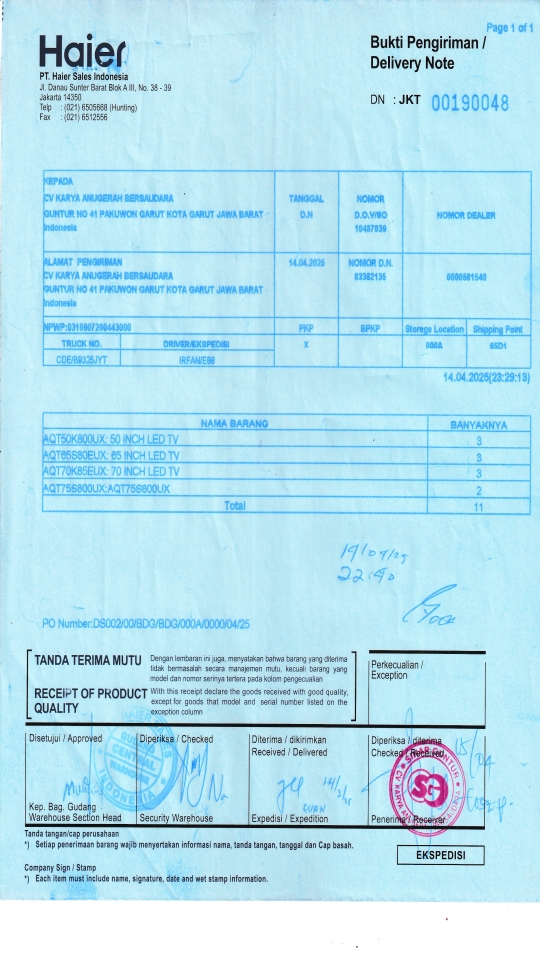 Page 1 of 1
Haier
Bukti Pengiriman /
Delivery Note
PT. Haier Sales Indonesia
Jl. Danau Sunter Barat Blok A III, No. 38 - 39
Jakarta 14350
Telp : (021) 6505668 (Hunting)
Fax : (021) 6512556
DN : JKT 00190048
KEPADA
CV KARYA ANUGERAH BERSAUDARA
GUNTUR NO 41 PAKUWON GARUT KOTA GARUT JAWA BARAT
Indonesia
TANGGAL
D.N
NOMOR
D.O.V/SO
10487639
NOMOR DEALER
ALAMAT PENGIRIMAN
CV KARYA ANUGERAH BERSAUDARA
GUNTUR NO 41 PAKUWON GARUT KOTA GARUT JAWA BARAT
Indonesia
14.04.2025
NOMOR D.N.
83382135
PKP
BPKP
Storege Location
Shipping Point
TRUCK NO.
DRIVER/EKSPEDISI
X
000A
65D1
IRFAN/E88
14.04.2025(23:29:13)
NAMA BARANG
BANYAKNYA
AQT50K800UX: 50 INCH LED TV
3
AQT65S80EUX: 65 INCH LED TV
3
AQT70K85EUX: 70 INCH LED TV
3
AQT75S800UX:AQT75S800UX
2
Total
11
22:40
PO Number:DS002/00/BDG/BDG/000A/0000/04/25
TANDA TERIMA MUTU
Dengan lembaran ini juga, menyatakan bahwa barang yang diterima
tidak bermasalah secara manajemen mutu, kecuali barang yang
model dan nomor serinya tertera pada kolom pengecualian
RECEIPT OF PRODUCT
QUALITY
With this receipt declare the goods received with good quality,
except for goods that model and serial number listed on the
exception column
Perkecualian /
Exception
Disetujui / Approved
Diperiksa / Checked
Diterima / dikirimkan
Received / Delivered
Diperiksa / diterima
Checked / Received
Kep. Bag. Gudang
Warehouse Section Head
Security Warehouse
Expedisi / Expedition
Penerima / Receiver
INDONESIA
SG
Tanda tangan/cap perusahaan
*) Setiap penerimaan barang wajib menyertakan informasi nama, tanda tangan, tanggal dan Cap basah.
EKSPEDISI
Company Sign / Stamp
*) Each item must include name, signature, date and wet stamp information.